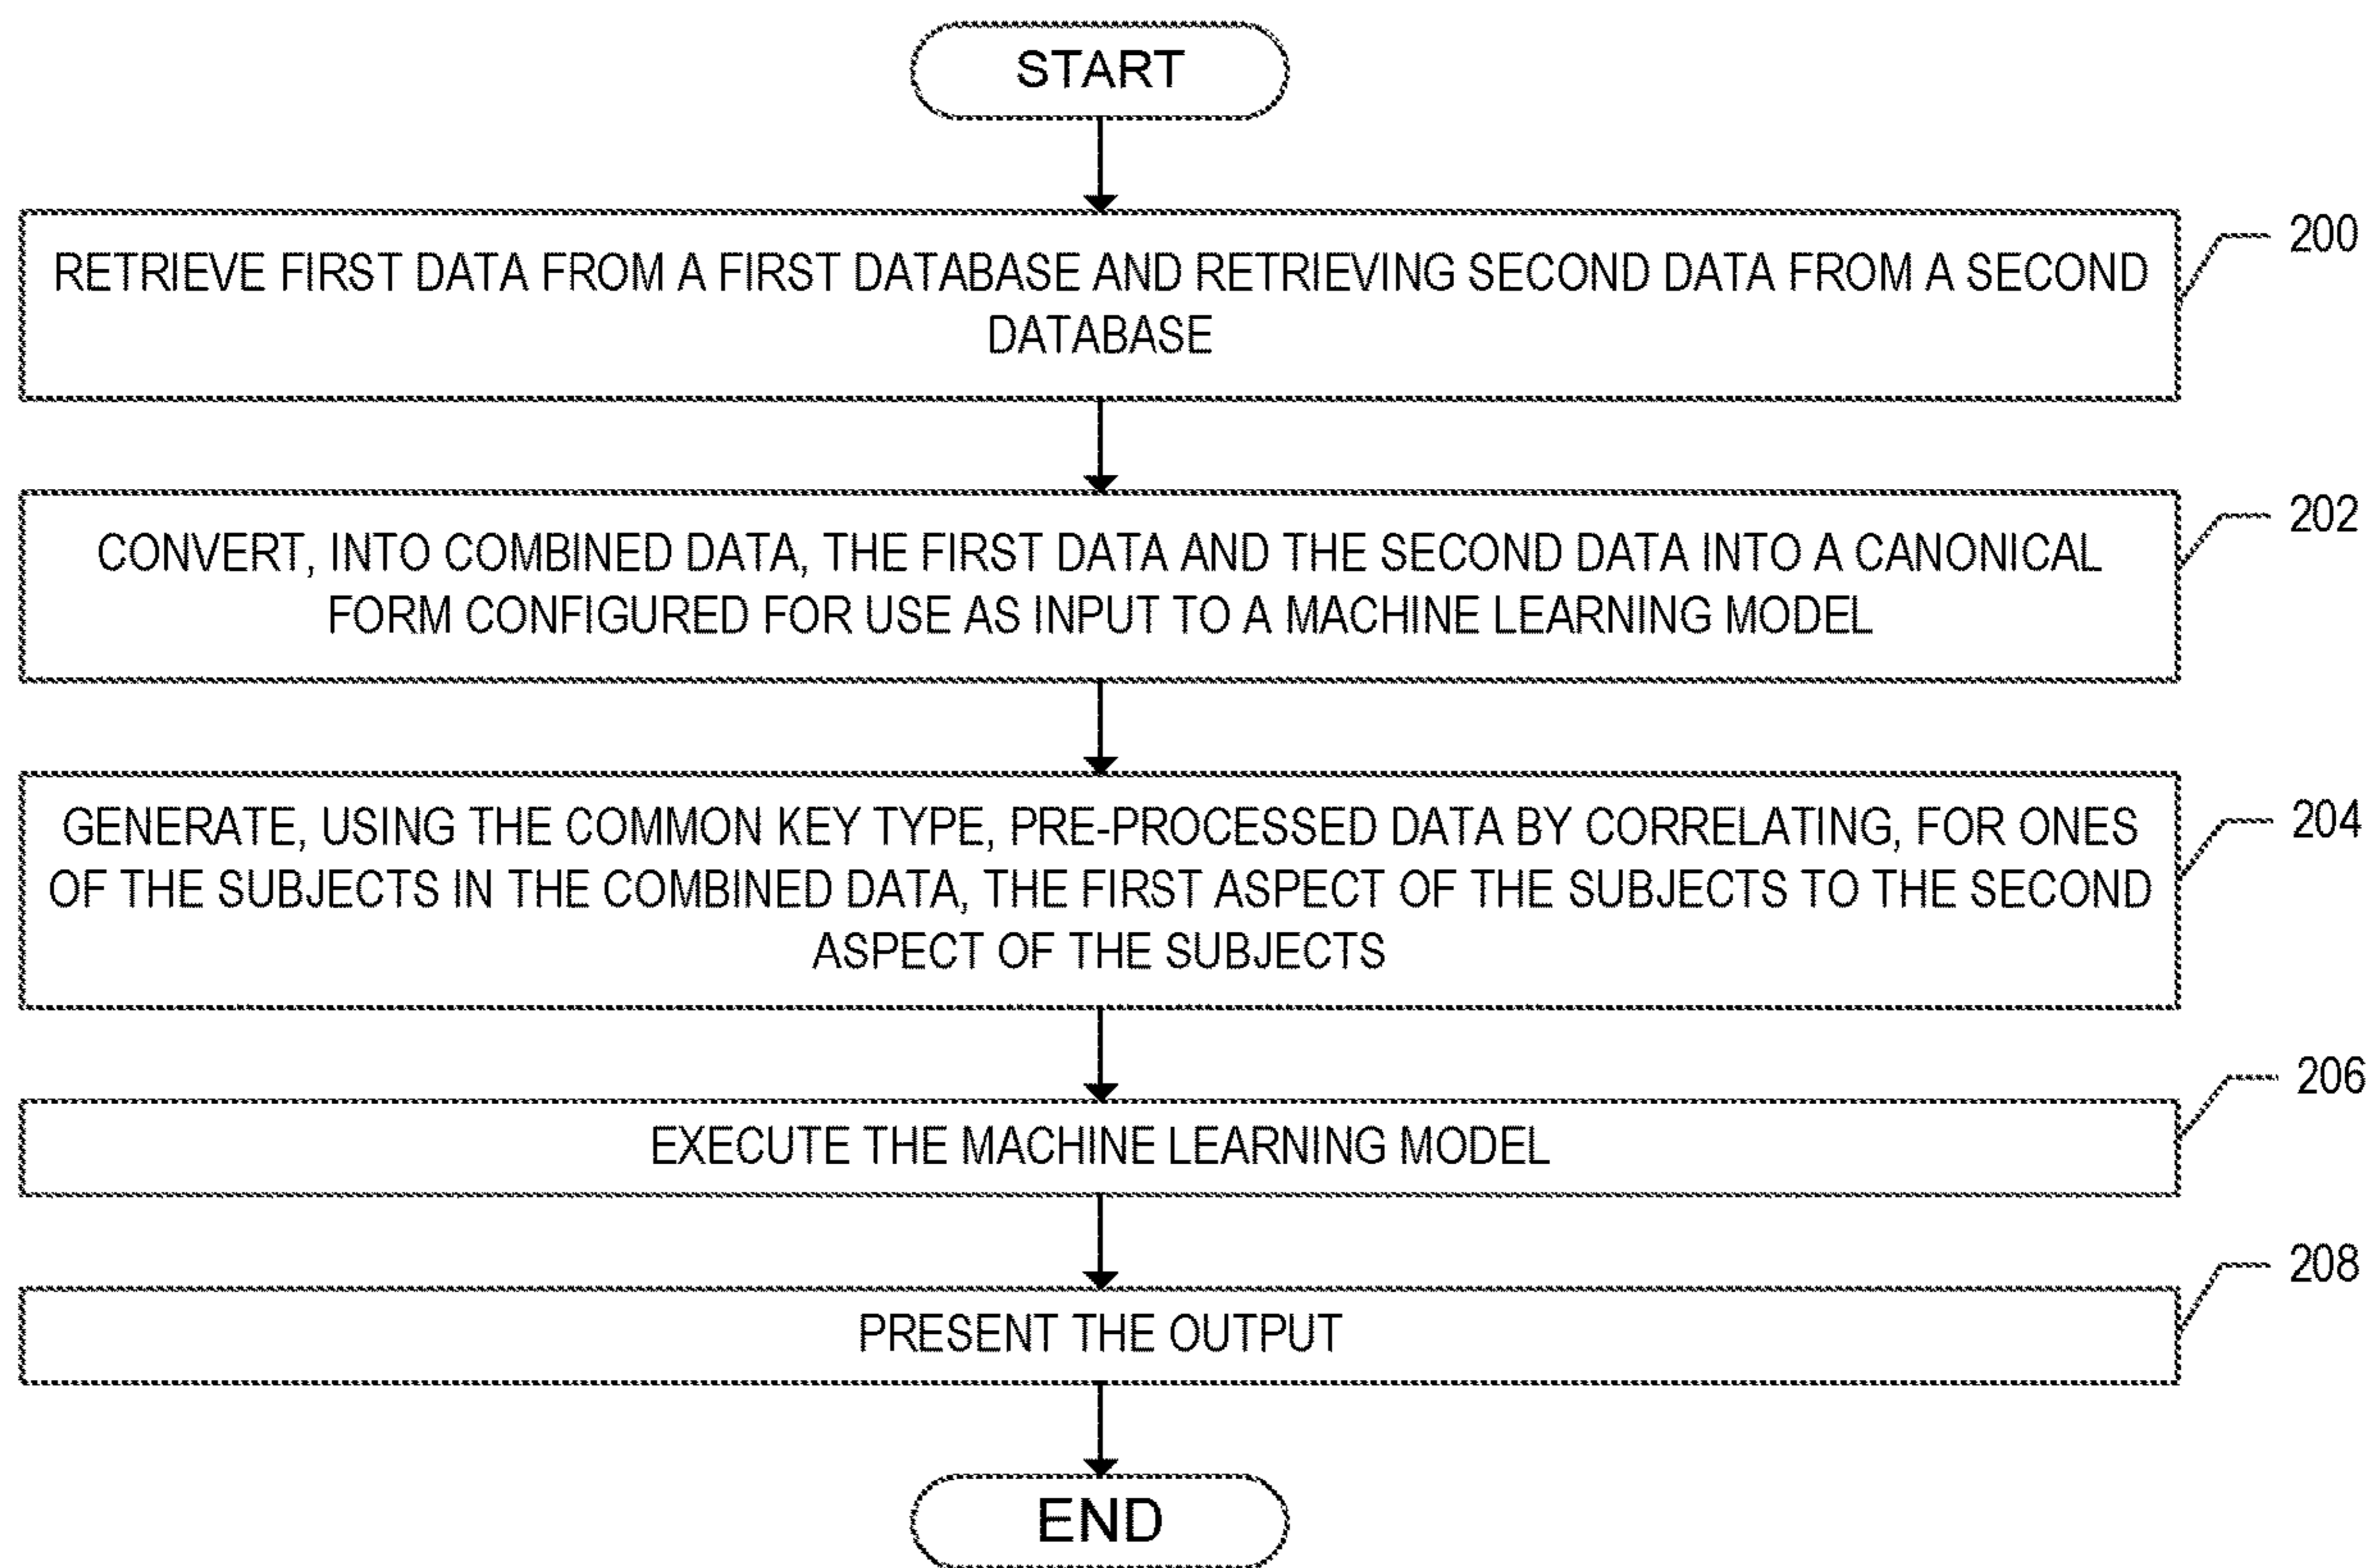 START
RETRIEVE FIRST DATA FROM A FIRST DATABASE AND RETRIEVING SECOND DATA FROM A SECOND
DATABASE
200
CONVERT, INTO COMBINED DATA, THE FIRST DATA AND THE SECOND DATA INTO A CANONICAL
FORM CONFIGURED FOR USE AS INPUT TO A MACHINE LEARNING MODEL
202
GENERATE, USING THE COMMON KEY TYPE, PRE-PROCESSED DATA BY CORRELATING, FOR ONES
OF THE SUBJECTS IN THE COMBINED DATA, THE FIRST ASPECT OF THE SUBJECTS TO THE SECOND
ASPECT OF THE SUBJECTS
204
EXECUTE THE MACHINE LEARNING MODEL
206
PRESENT THE OUTPUT
208
END